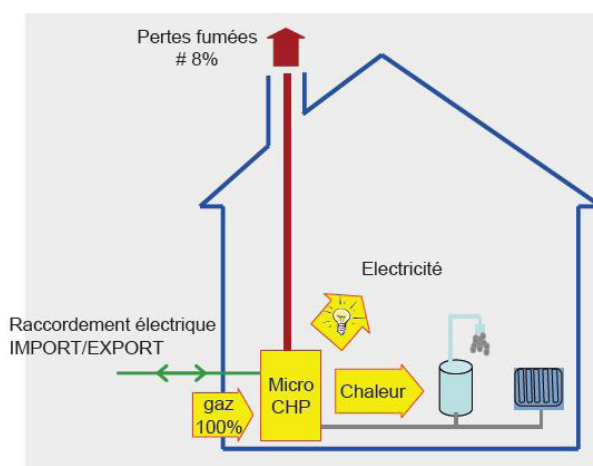 Pertes fumées
# 8%
Electricité
Raccordement électrique
IMPORT/EXPORT
Micro
CHP
Chaleur
gaz
100%